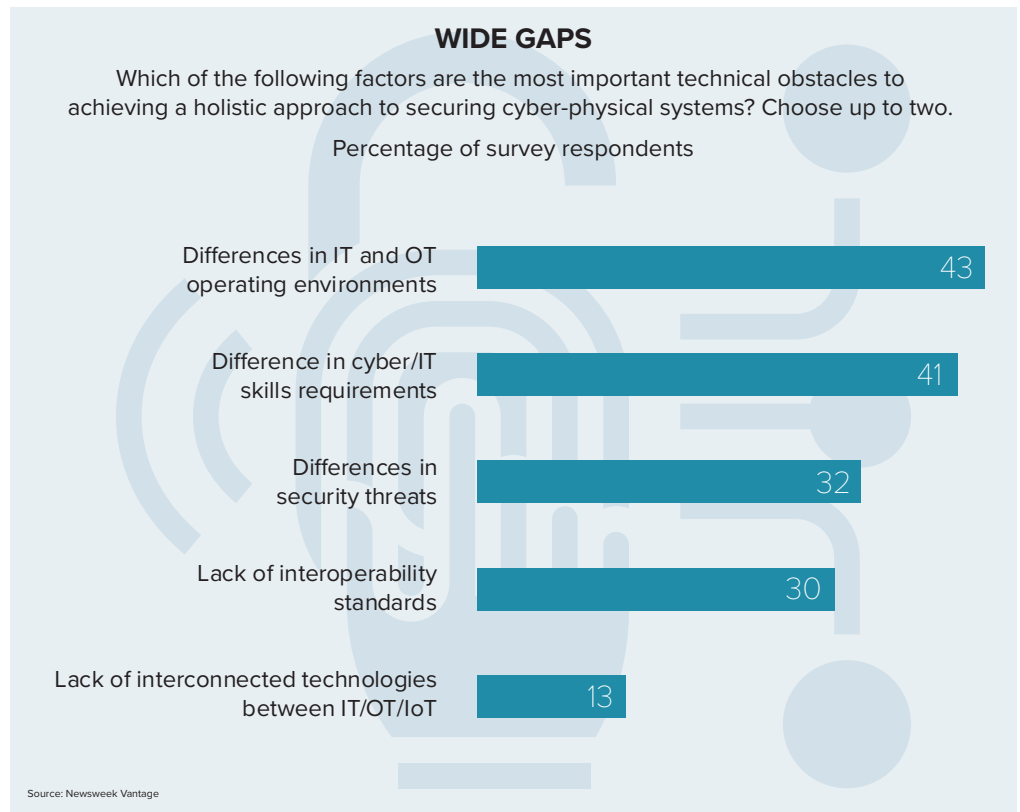 WIDE GAPS
Which of the following factors are the most important technical obstacles to
achieving a holistic approach to securing cyber-physical systems? Choose up to two.
Percentage of survey respondents
Differences in IT and OT
operating environments
43
Difference in cyber/IT
skills requirements
41
Differences in
security threats
32
Lack of interoperability
standards
30
Lack of interconnected technologies
between IT/OT/IoT
13
Source: Newsweek Vantage